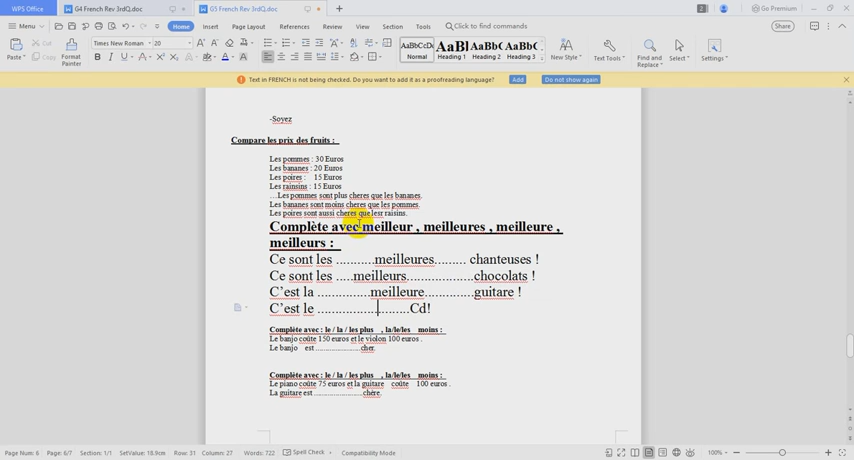 WPS Office
G4 French Rev 3rdQ.doc
G5 French Rev 3rdQ.doc
2
Go Premium
Menu
Home
Insert
Page Layout
References
Review
View
Section
Tools
Click to find commands
Share
Paste
Cut
Copy
Format Painter
Times New Roman
20
AaBbCcDd
Normal
AaBl
Heading 1
AaBb(
Heading 2
AaBbC
Heading 3
New Style
Find and Replace
Select
Settings
Text in FRENCH is not being checked. Do you want to add it as a proofreading language?
Add
Do not show again
-Soyez
Compare les prix des fruits :
Les pommes : 30 Euros
Les bananes : 20 Euros
Les poires : 15 Euros
Les rainsins : 15 Euros
…Les pommes sont plus cheres que les bananes.
Les bananes sont moins cheres que les pommes.
Les poires sont aussi cheres que lesr raisins.
Complète avec meilleur , meilleures , meilleure ,
meilleurs :
Ce sont les ..........meilleures......... chanteuses !
Ce sont les .....meilleurs................chocolats !
C’est la ...............meilleure..............guitare !
C’est le ..........................Cd!
Complète avec : le / la / les plus , la/le/les moins :
Le banjo coûte 150 euros et le violon 100 euros .
Le banjo est .......................cher.
Complète avec : le / la / les plus , la/le/les moins :
Le piano coûte 75 euros et la guitare coûte 100 euros .
La guitare est .........................chère.
Page Num: 6
Page: 6/7
Section: 1/1
SetValue: 18.9cm
Row: 31
Column: 27
Words: 722
Spell Check
Compatibility Mode
100%